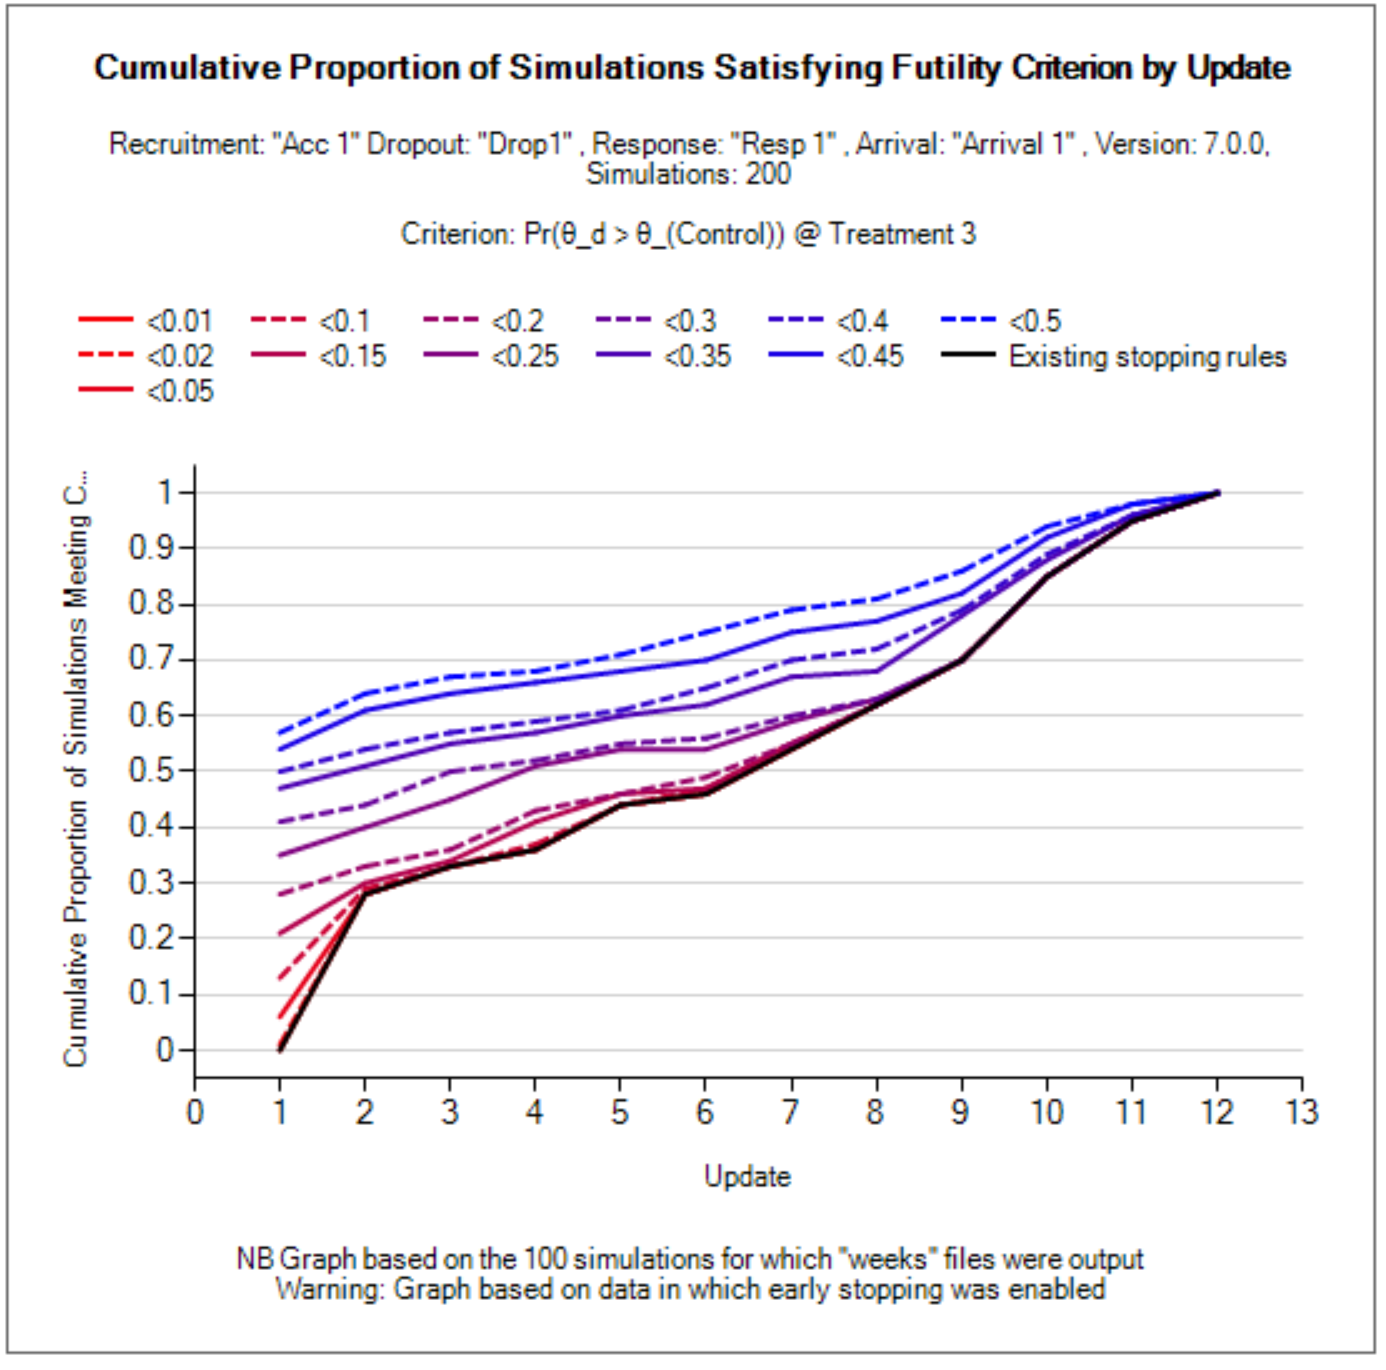 Cumulative Proportion of Simulations Satisfying Futility Criterion by Update
Recruitment: "Acc 1" Dropout: "Drop1" , Response: "Resp 1" , Arrival: "Arrival 1" , Version: 7.0.0,
Simulations: 200
Criterion: Pr(θ_d > θ_(Control)) @ Treatment 3
<0.01 <0.1 <0.2 <0.3 <0.4 <0.5
<0.02 <0.15 <0.25 <0.35 <0.45 Existing stopping rules
<0.05
Cumulative Proportion of Simulations Meeting C...
1
0.9
0.8
0.7
0.6
0.5
0.4
0.3
0.2
0.1
0
0 1 2 3 4 5 6 7 8 9 10 11 12 13
Update
NB Graph based on the 100 simulations for which "weeks" files were output
Warning: Graph based on data in which early stopping was enabled